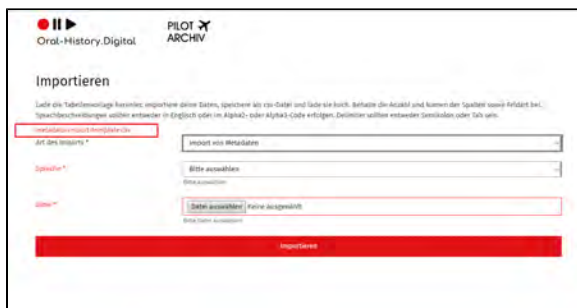 Oral-History.Digital
PILOT
ARCHIV
Importieren
Lade die Tabellenvorlage herunter, importiere deine Daten, speichere als csv-Datei und lade sie hoch. Behalte die Anzahl und Namen der Spalten sowie Felder bei.
Sprachbeschreibungen sollten entweder in Englisch oder im Alpha2- oder Alpha3-Code erfolgen. Delimiter sollten entweder Semikolon oder Tab sein.
metadata-import-template.csv
Art des Imports *
Import von Metadaten
Sprache *
Bitte auswählen
Bitte auswählen
Datei *
Datei auswählen Keine ausgewählt
Bitte Datei auswählen
Importieren